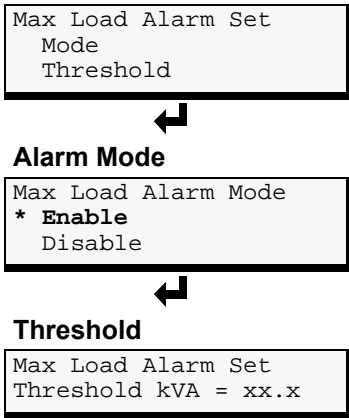 Max Load Alarm Set
Mode
Threshold
Alarm Mode
Max Load Alarm Mode
* Enable
Disable
Threshold
Max Load Alarm Set
Threshold kVA = xx.x